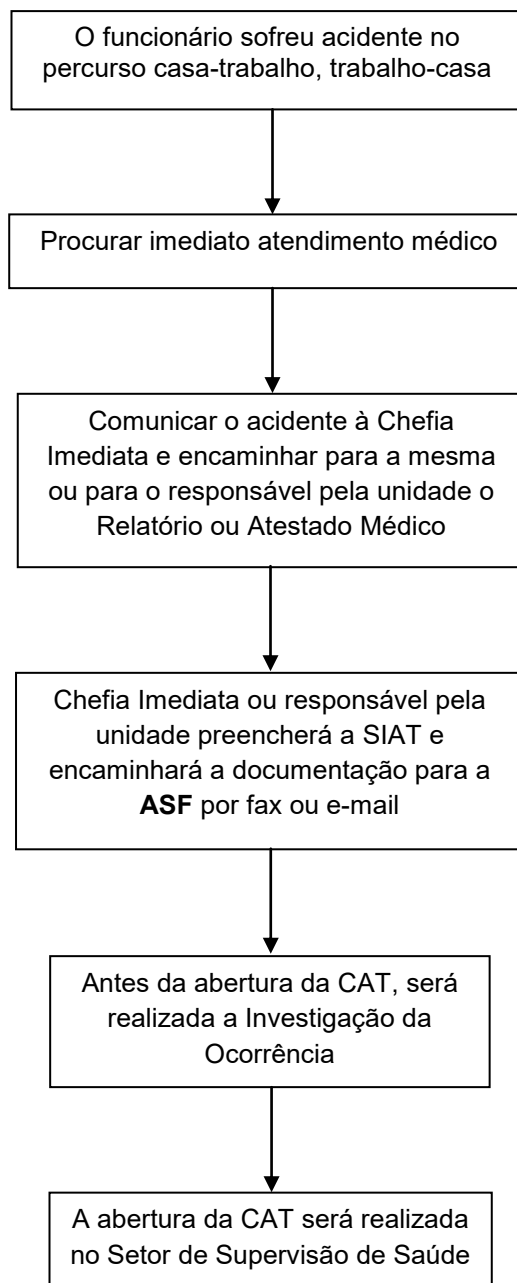 O funcionário sofreu acidente no
percurso casa-trabalho, trabalho-casa
Procurar imediato atendimento médico
Comunicar o acidente à Chefia
Imediata e encaminhar para a mesma
ou para o responsável pela unidade o
Relatório ou Atestado Médico
Chefia Imediata ou responsável pela
unidade preencherá a SIAT e
encaminhará a documentação para a
ASF por fax ou e-mail
Antes da abertura da CAT, será
realizada a Investigação da
Ocorrência
A abertura da CAT será realizada
no Setor de Supervisão de Saúde